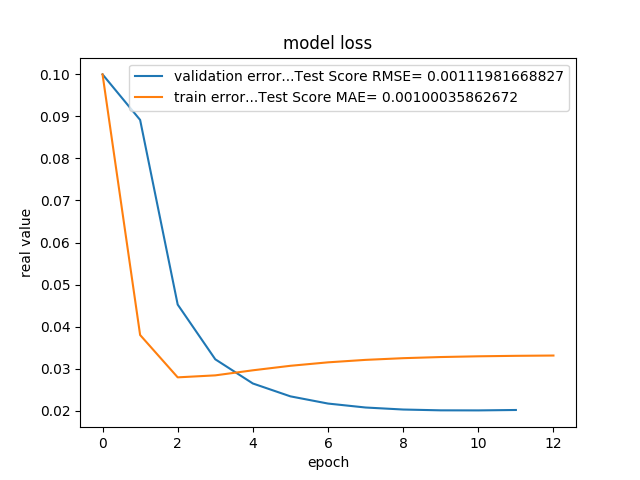 model loss
validation error...Test Score RMSE= 0.00111981668827
train error...Test Score MAE= 0.00100035862672
real value
0.10
0.09
0.08
0.07
0.06
0.05
0.04
0.03
0.02
0 2 4 6 8 10 12
epoch